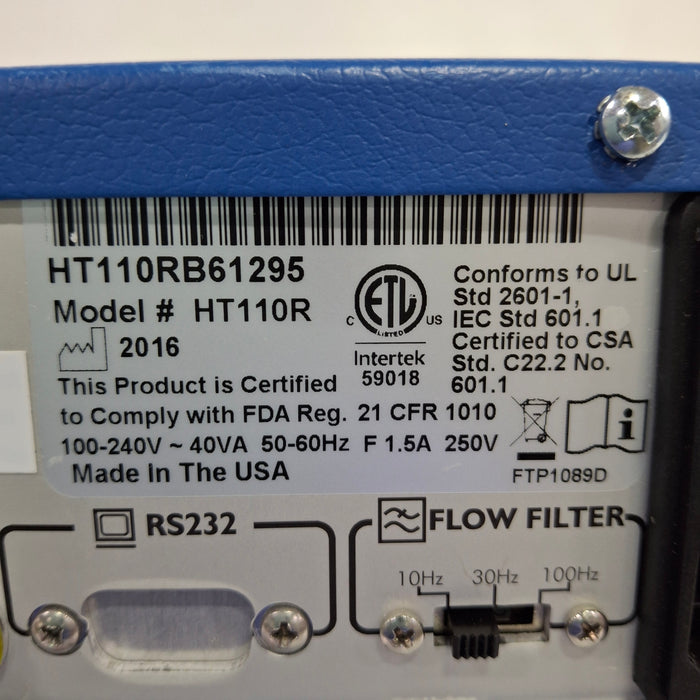 HT110RB61295
Model # HT110R
2016
This Product is Certified
to Comply with FDA Reg. 21 CFR 1010
100-240V ~ 40VA 50-60Hz F 1.5A 250V
Made In The USA
C ETL US
LISTED
Intertek
59018
Conforms to UL
Std 2601-1,
IEC Std 601.1
Certified to CSA
Std. C22.2 No.
601.1
i
FTP1089D
RS232
FLOW FILTER
10Hz 30Hz 100Hz